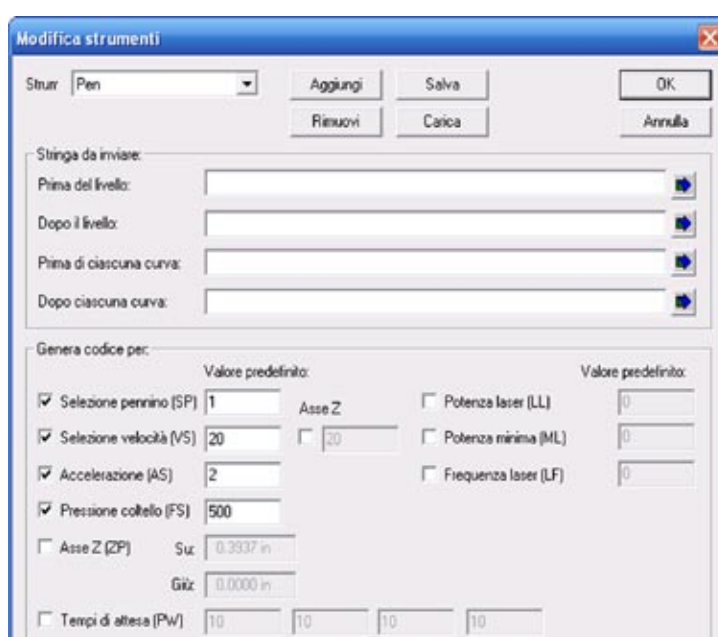 Modifica strumenti
Strum Pen Aggiungi Salva OK
Rimuovi Carica Annulla
Stringa da inviare:
Prima del livello:
Dopo il livello:
Prima di ciascuna curva:
Dopo ciascuna curva:
Genera codice per:
Valore predefinito: Valore predefinito:
Selezione pennino (SP) 1 Asse Z Potenza laser (LL) 0
Selezione velocità (VS) 20 20 Potenza minima (ML) 0
Accelerazione (AS) 2 Frequenza laser (LF) 0
Pressione coltello (FS) 500
Asse Z (ZP) Su: 0.3937 in
Giù: 0.0000 in
Tempi di attesa (PW) 10 10 10 10